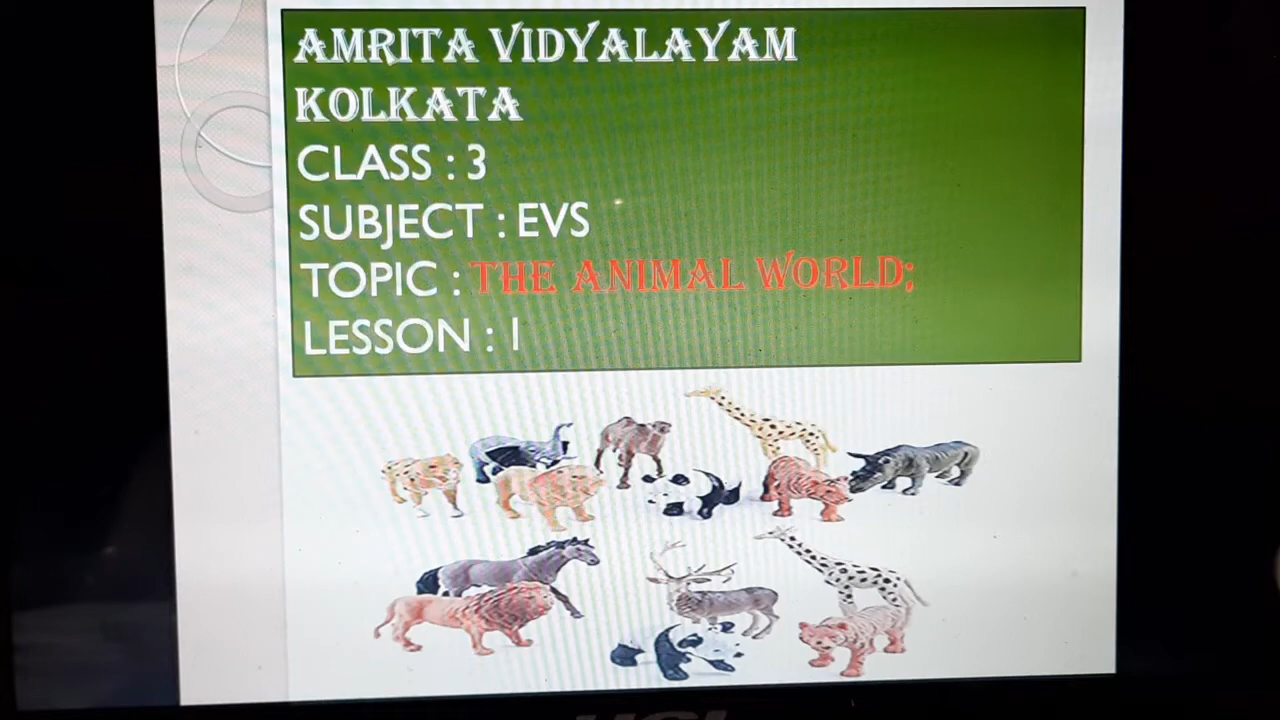 AMRITA VIDYALAYAM
KOLKATA
CLASS : 3
SUBJECT : EVS
TOPIC : THE ANIMAL WORLD;
LESSON : 1